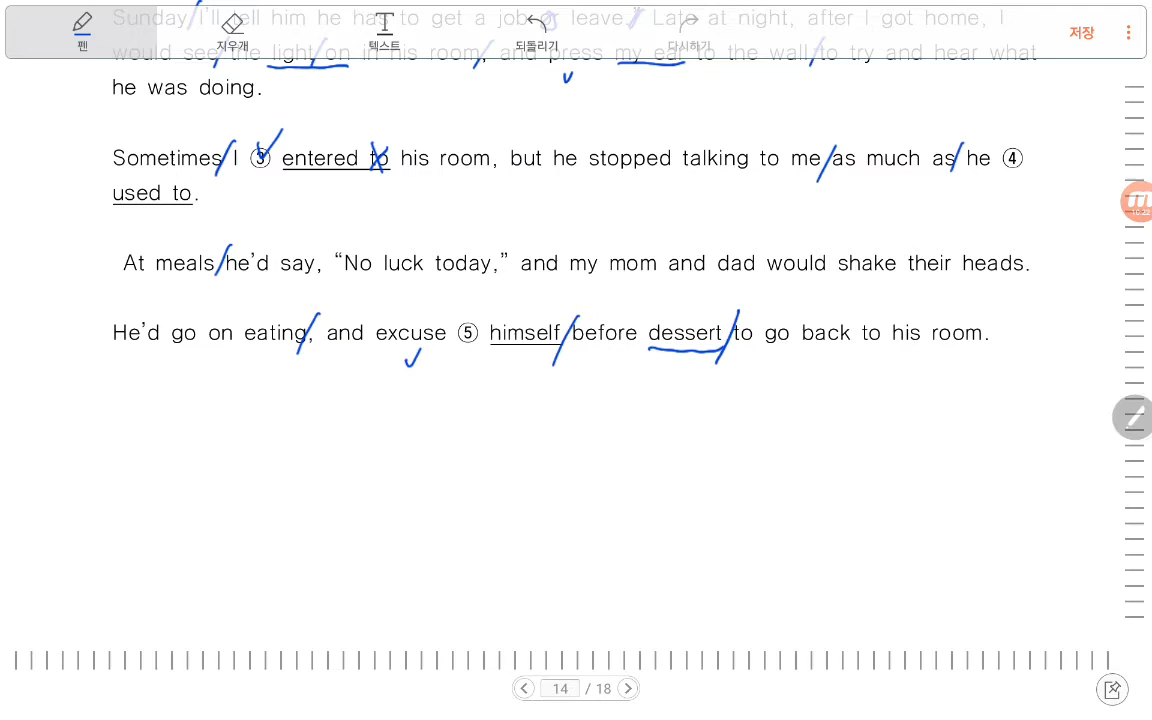 Sunday, I'll tell him he has to get a job or leave." Late at night, after I got home, I
펜 지우개 텍스트 되돌리기 다시하기 저장
would see the light on in his room, and press my ear to the wall to try and hear what
he was doing.
Sometimes I ③ entered to his room, but he stopped talking to me as much as he ④
used to.
At meals he'd say, “No luck today,” and my mom and dad would shake their heads.
He'd go on eating, and excuse ⑤ himself before dessert to go back to his room.
14 / 18